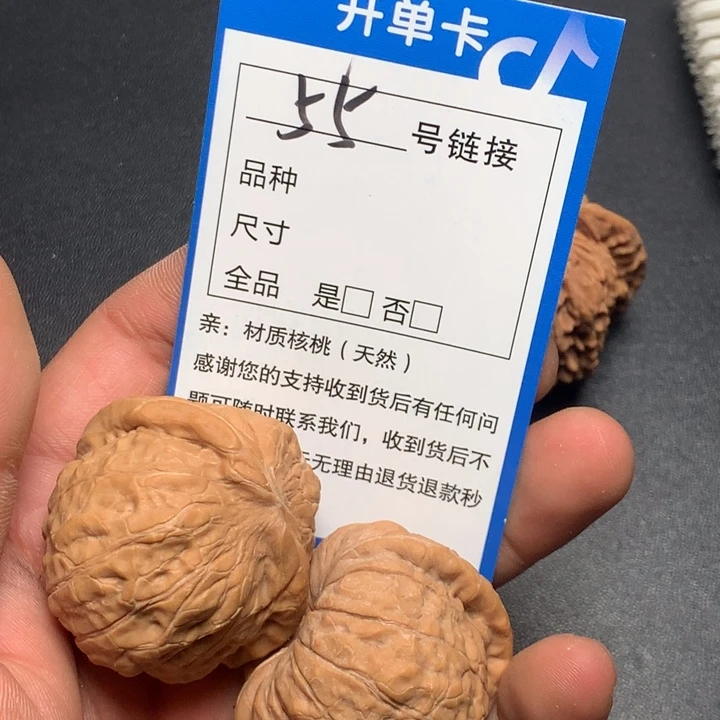 开单卡
55 号链接
品种
尺寸
全品 是□ 否□
亲：材质核桃（天然）
感谢您的支持收到货后有任何问
题可随时联系我们，收到货后不
无理由退货退款秒